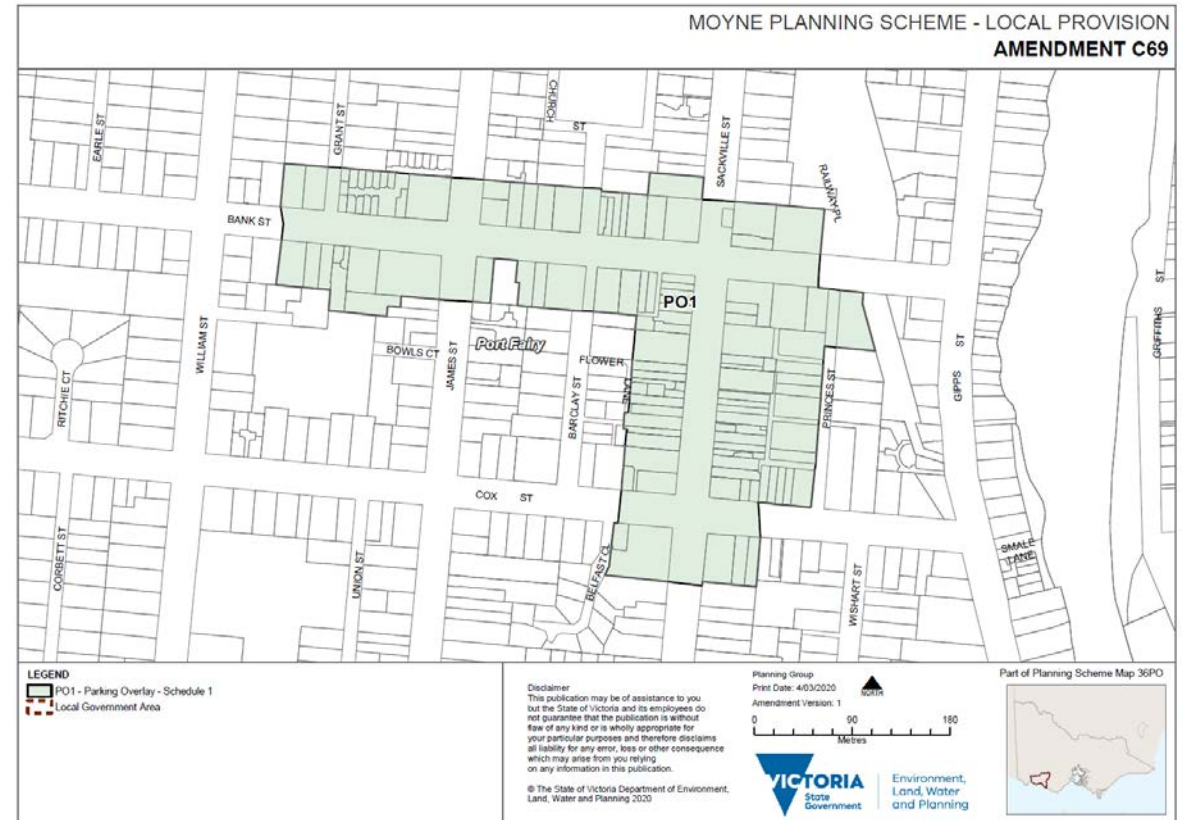 MOYNE PLANNING SCHEME - LOCAL PROVISION
AMENDMENT C69
EARLE ST
GRANT ST
CHURCH
ST
SACKVILLE ST
RAILWAY PL
BANK ST
WILLIAM ST
PO1
GRIFFITHS ST
RITCHIE CT
BOWLS CT
JAMES ST
Port Fairy
FLOWER
LANE
BARCLAY ST
PRINCES ST
GIPPS ST
COX ST
CORBETT ST
UNION ST
BELFAST CL
WISHART ST
SMALE
LANE
LEGEND
PO1 - Parking Overlay - Schedule 1
Local Government Area
Disclaimer
This publication may be of assistance to you
but the State of Victoria and its employees do
not guarantee that the publication is without
flaw of any kind or is wholly appropriate for
your particular purposes and therefore disclaims
all liability for any error, loss or other consequence
which may arise from you relying
on any information in this publication.
© The State of Victoria Department of Environment,
Land, Water and Planning 2020
Planning Group
Print Date: 4/03/2020
Amendment Version: 1
NORTH
0 90 180
Metres
VICTORIA
State
Government
Environment,
Land, Water
and Planning
Part of Planning Scheme Map 36PO